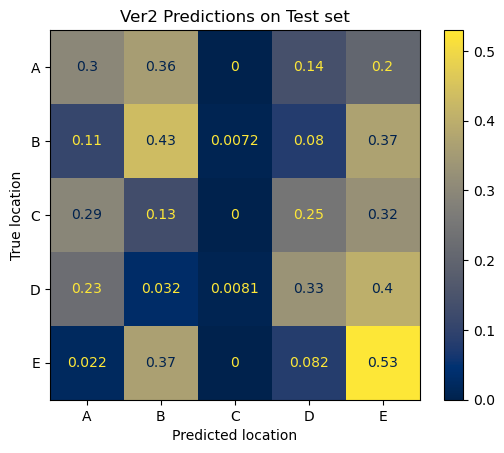 Ver2 Predictions on Test set
True location
A 0.3 0.36 0 0.14 0.2
B 0.11 0.43 0.0072 0.08 0.37
C 0.29 0.13 0 0.25 0.32
D 0.23 0.032 0.0081 0.33 0.4
E 0.022 0.37 0 0.082 0.53
A B C D E
Predicted location
0.5
0.4
0.3
0.2
0.1
0.0